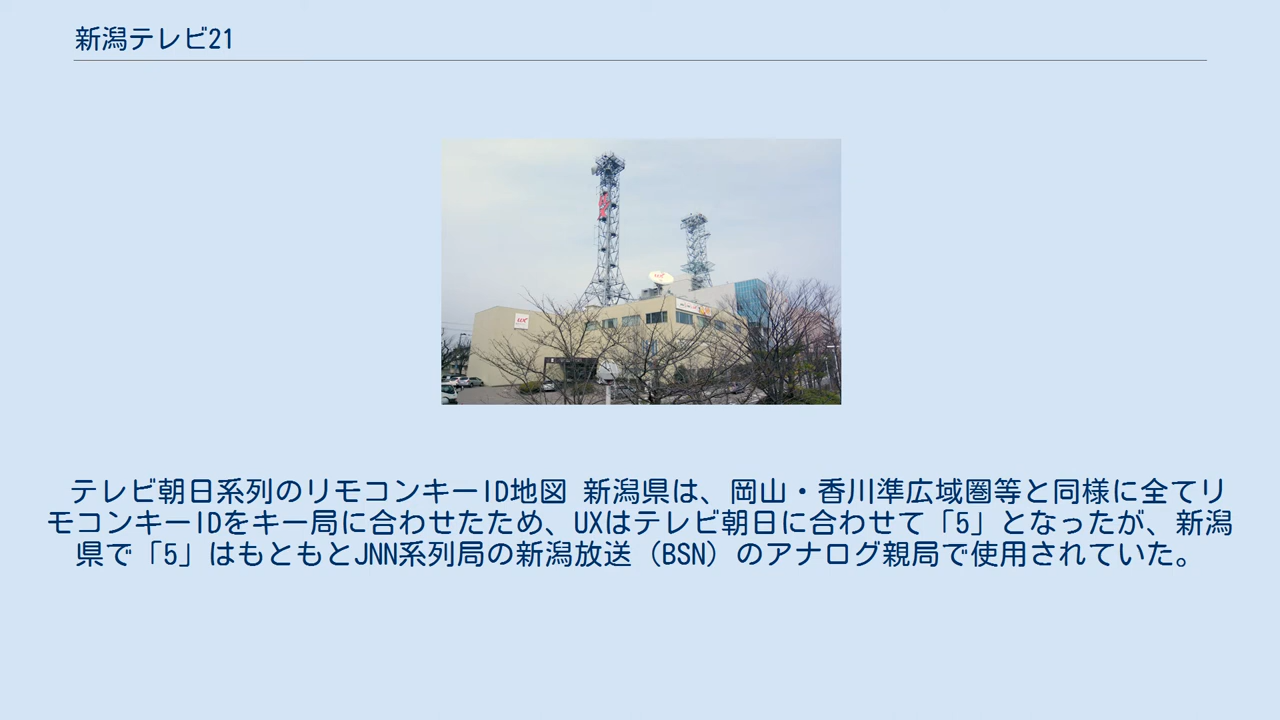 新潟テレビ21
UX
テレビ朝日系列のリモコンキーID地図 新潟県は、岡山・香川準広域圏等と同様に全てリ
モコンキーIDをキー局に合わせたため、UXはテレビ朝日に合わせて「5」となったが、新潟
県で「5」はもともとJNN系列局の新潟放送（BSN）のアナログ親局で使用されていた。